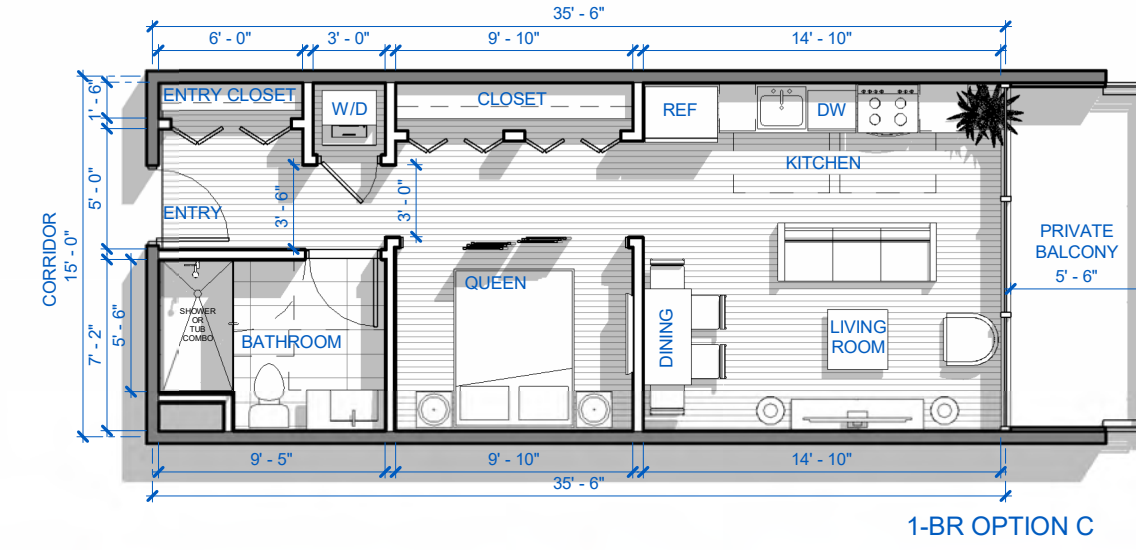 35' - 6"
6' - 0"
3' - 0"
9' - 10"
14' - 10"
1' - 6"
ENTRY CLOSET
W/D
CLOSET
REF
DW
KITCHEN
5' - 0"
ENTRY
3' - 6"
3' - 0"
CORRIDOR
15' - 0"
PRIVATE
BALCONY
5' - 6"
QUEEN
SHOWER
OR
TUB
COMBO
BATHROOM
5' - 6"
7' - 2"
DINING
LIVING
ROOM
9' - 5"
9' - 10"
14' - 10"
35' - 6"
1-BR OPTION C